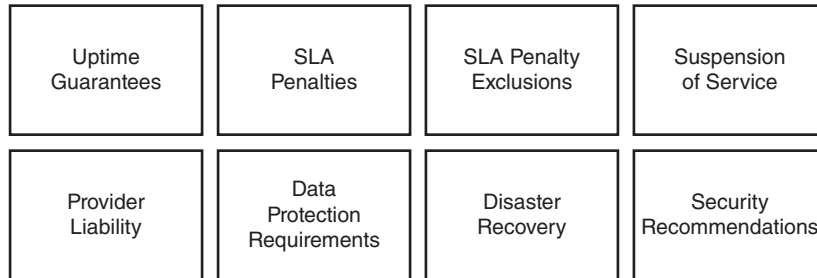 Uptime
Guarantees
SLA
Penalties
SLA Penalty
Exclusions
Suspension
of Service
Provider
Liability
Data
Protection
Requirements
Disaster
Recovery
Security
Recommendations